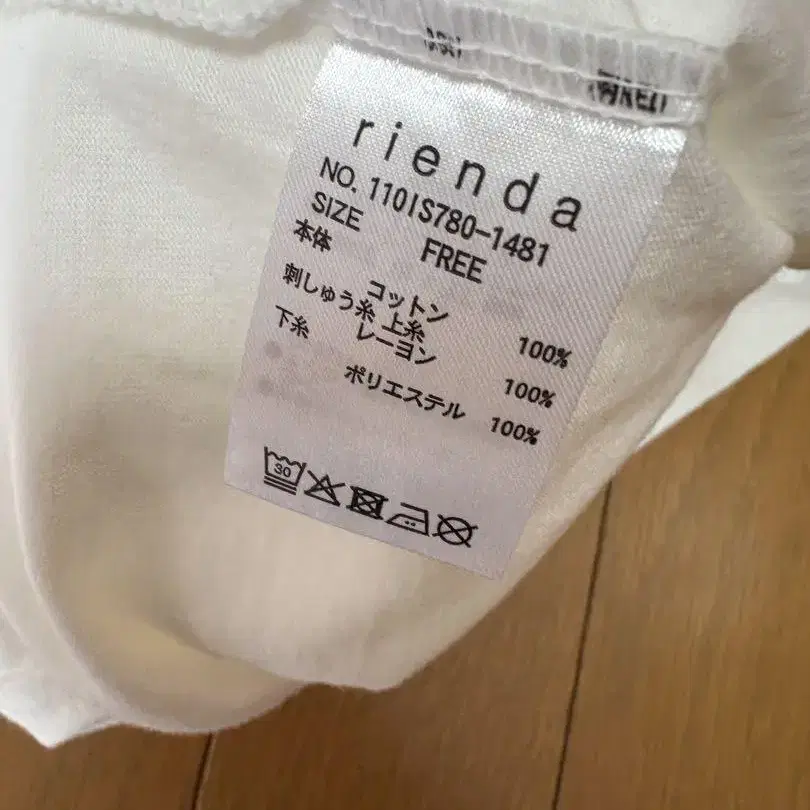 rienda
NO. 110IS780-1481
SIZE FREE
本体
コットン 100%
刺しゅう糸 上糸
レーヨン 100%
下糸
ポリエステル 100%
30